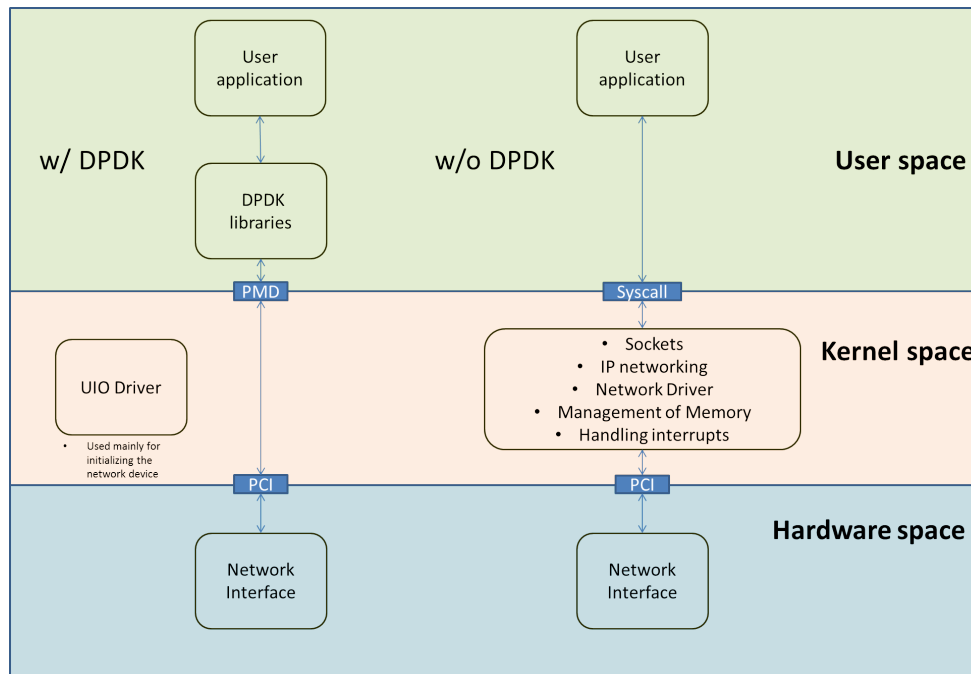 User
application
User
application
w/ DPDK
w/o DPDK
User space
DPDK
libraries
PMD
Syscall
• Sockets
• IP networking
• Network Driver
• Management of Memory
• Handling interrupts
Kernel space
UIO Driver
• Used mainly for
initializing the
network device
PCI
PCI
Hardware space
Network
Interface
Network
Interface